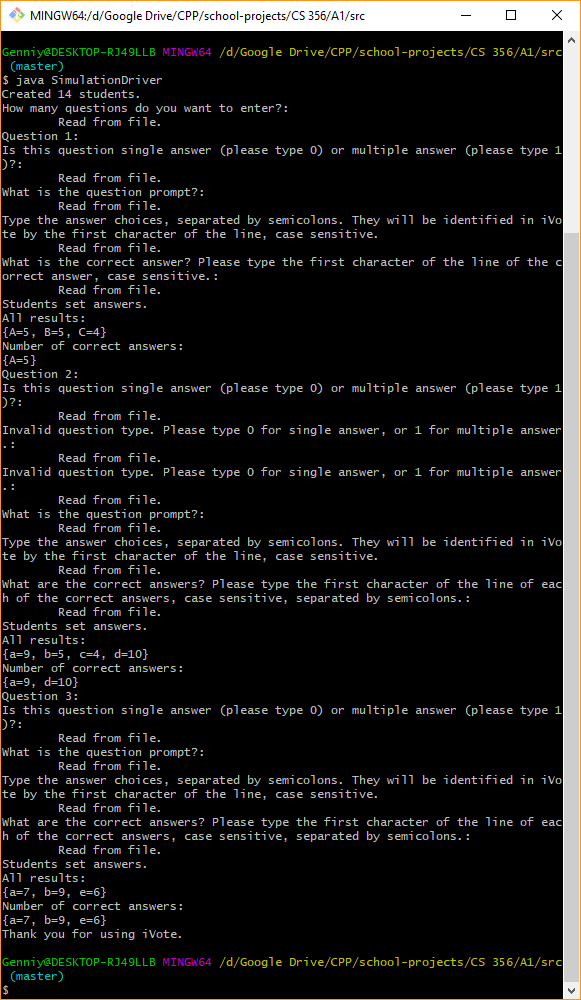 MINGW64:/d/Google Drive/CPP/school-projects/CS 356/A1/src
Genniy@DESKTOP-RJ49LLB MINGW64 /d/Google Drive/CPP/school-projects/CS 356/A1/src
 (master)
$ java SimulationDriver
Created 14 students.
How many questions do you want to enter?:
        Read from file.
Question 1:
Is this question single answer (please type 0) or multiple answer (please type 1
)?:
        Read from file.
What is the question prompt?:
        Read from file.
Type the answer choices, separated by semicolons. They will be identified in iVo
te by the first character of the line, case sensitive.
        Read from file.
What is the correct answer? Please type the first character of the line of the c
orrect answer, case sensitive.:
        Read from file.
Students set answers.
All results:
{A=5, B=5, C=4}
Number of correct answers:
{A=5}
Question 2:
Is this question single answer (please type 0) or multiple answer (please type 1
)?:
        Read from file.
Invalid question type. Please type 0 for single answer, or 1 for multiple answer
.:
        Read from file.
Invalid question type. Please type 0 for single answer, or 1 for multiple answer
.:
        Read from file.
What is the question prompt?:
        Read from file.
Type the answer choices, separated by semicolons. They will be identified in iVo
te by the first character of the line, case sensitive.
        Read from file.
What are the correct answers? Please type the first character of the line of eac
h of the correct answers, case sensitive, separated by semicolons.:
        Read from file.
Students set answers.
All results:
{a=9, b=5, c=4, d=10}
Number of correct answers:
{a=9, d=10}
Question 3:
Is this question single answer (please type 0) or multiple answer (please type 1
)?:
        Read from file.
What is the question prompt?:
        Read from file.
Type the answer choices, separated by semicolons. They will be identified in iVo
te by the first character of the line, case sensitive.
        Read from file.
What are the correct answers? Please type the first character of the line of eac
h of the correct answers, case sensitive, separated by semicolons.:
        Read from file.
Students set answers.
All results:
{a=7, b=9, e=6}
Number of correct answers:
{a=7, b=9, e=6}
Thank you for using iVote.
Genniy@DESKTOP-RJ49LLB MINGW64 /d/Google Drive/CPP/school-projects/CS 356/A1/src
 (master)
$